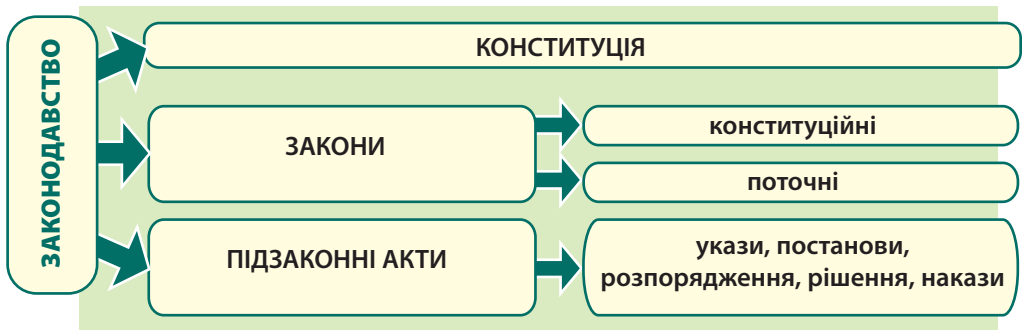 ЗАКОНОДАВСТВО
КОНСТИТУЦІЯ
ЗАКОНИ
конституційні
поточні
ПІДЗАКОННІ АКТИ
укази, постанови,
розпорядження, рішення, накази